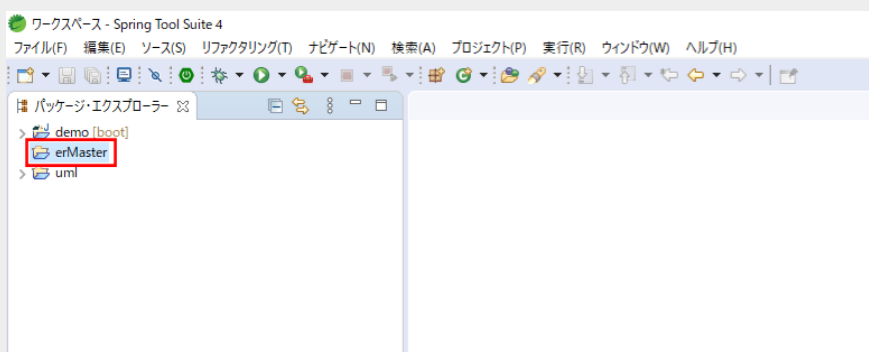 ワークスペース - Spring Tool Suite 4
ファイル(F) 編集(E) ソース(S) リファクタリング(T) ナビゲート(N) 検索(A) プロジェクト(P) 実行(R) ウィンドウ(W) ヘルプ(H)
パッケージ・エクスプローラー
demo [boot]
erMaster
uml